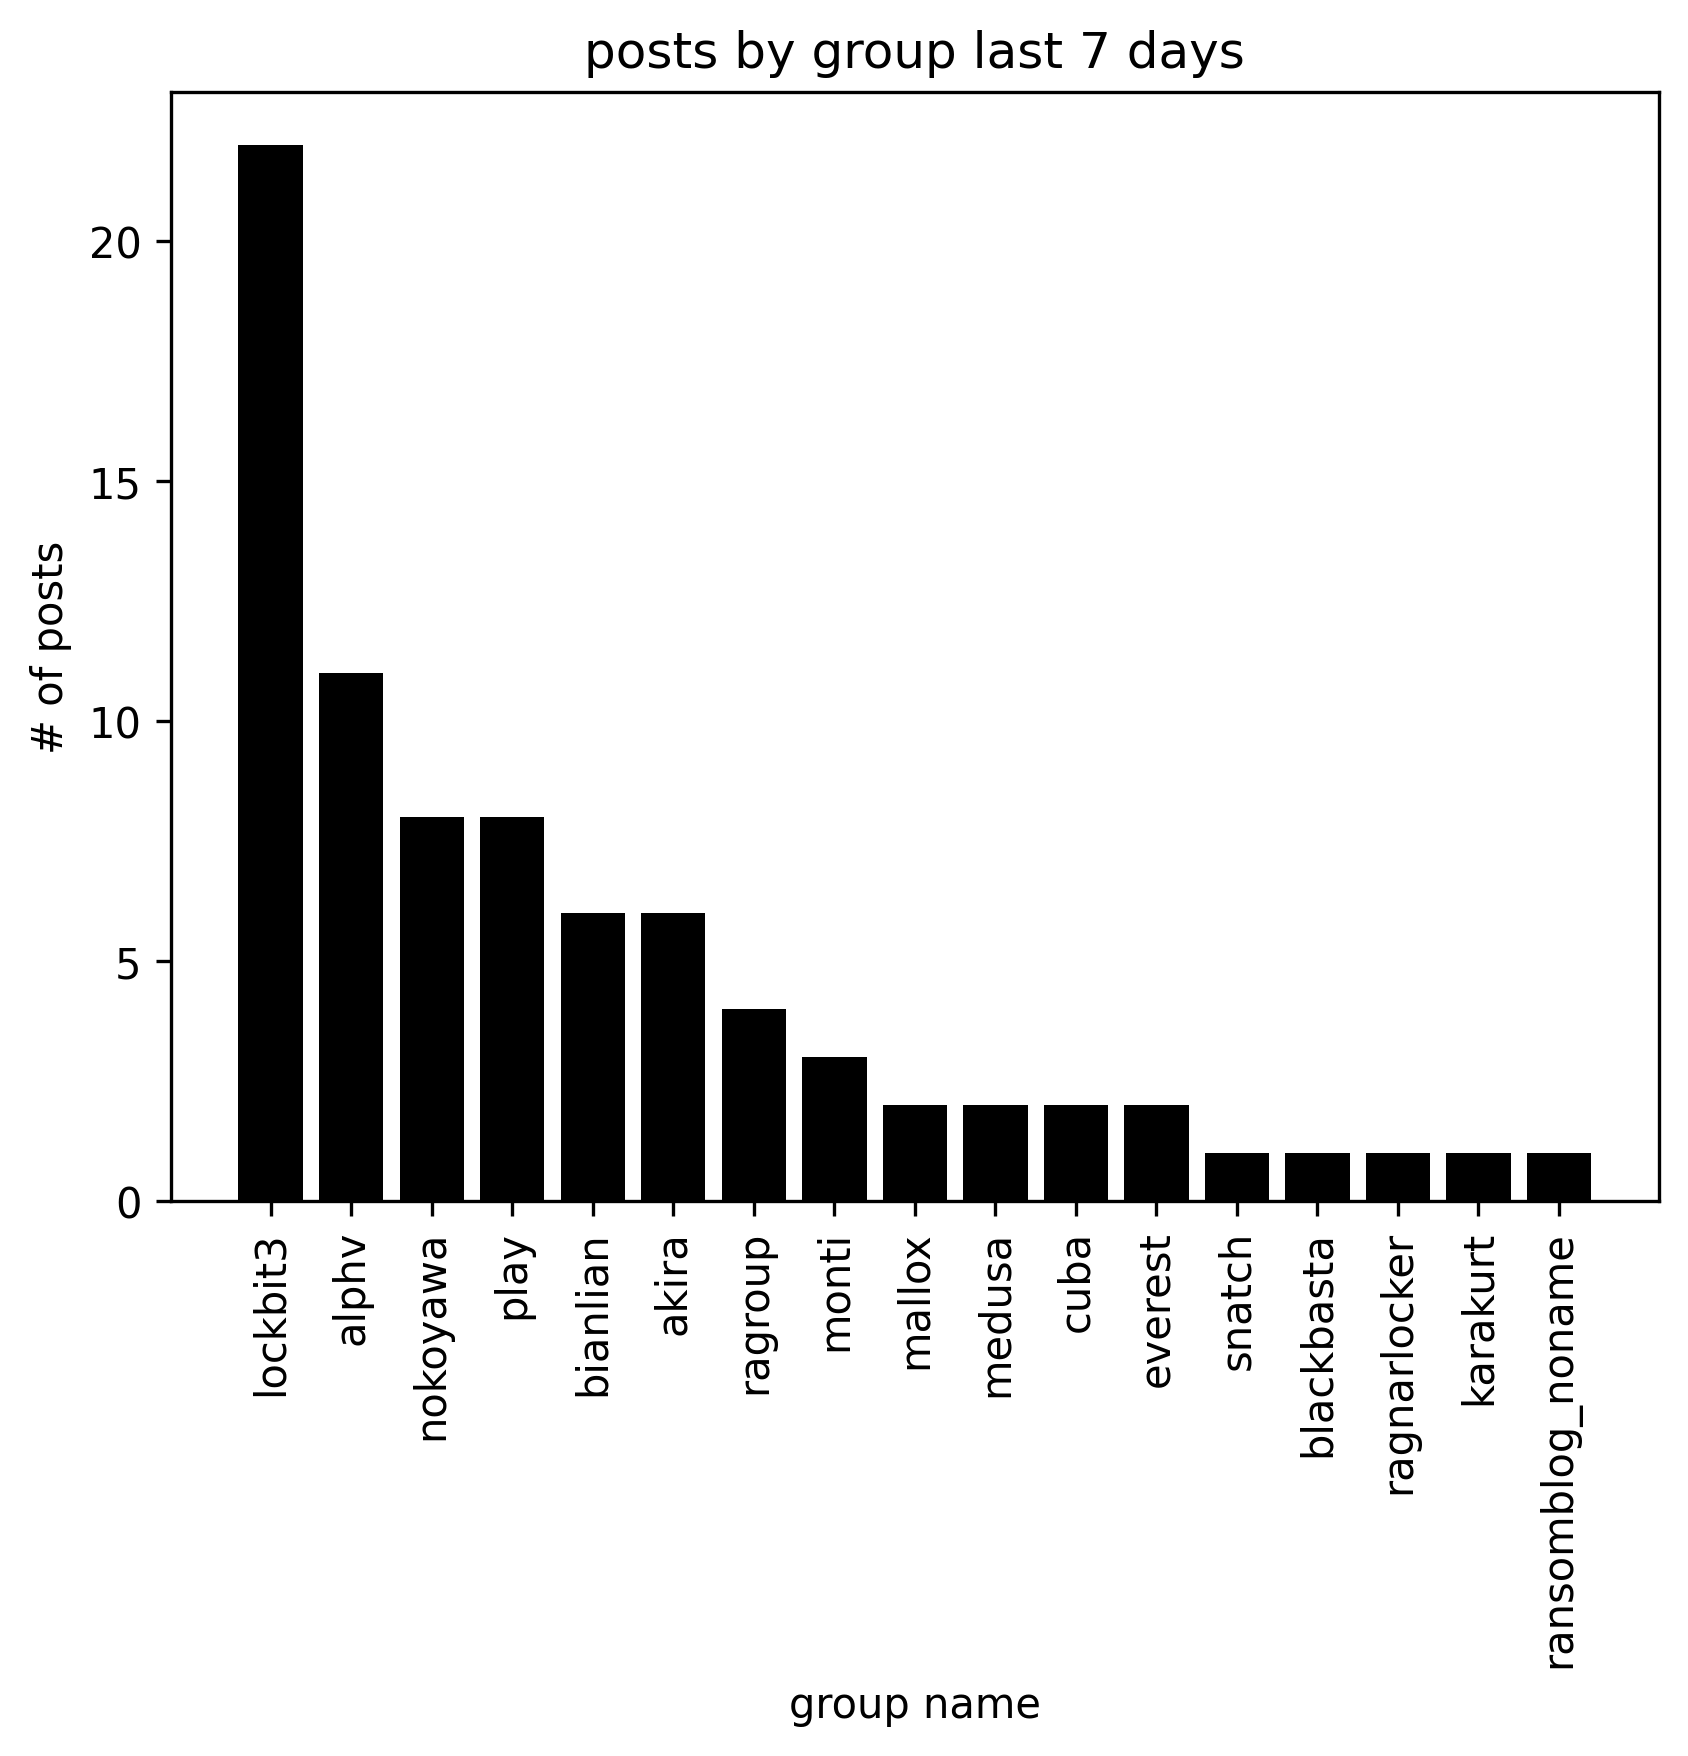 posts by group last 7 days
# of posts
20
15
10
5
0
lockbit3
alphv
nokoyawa
play
bianlian
akira
ragroup
monti
mallox
medusa
cuba
everest
snatch
blackbasta
ragnarlocker
karakurt
ransomblog_noname
group name